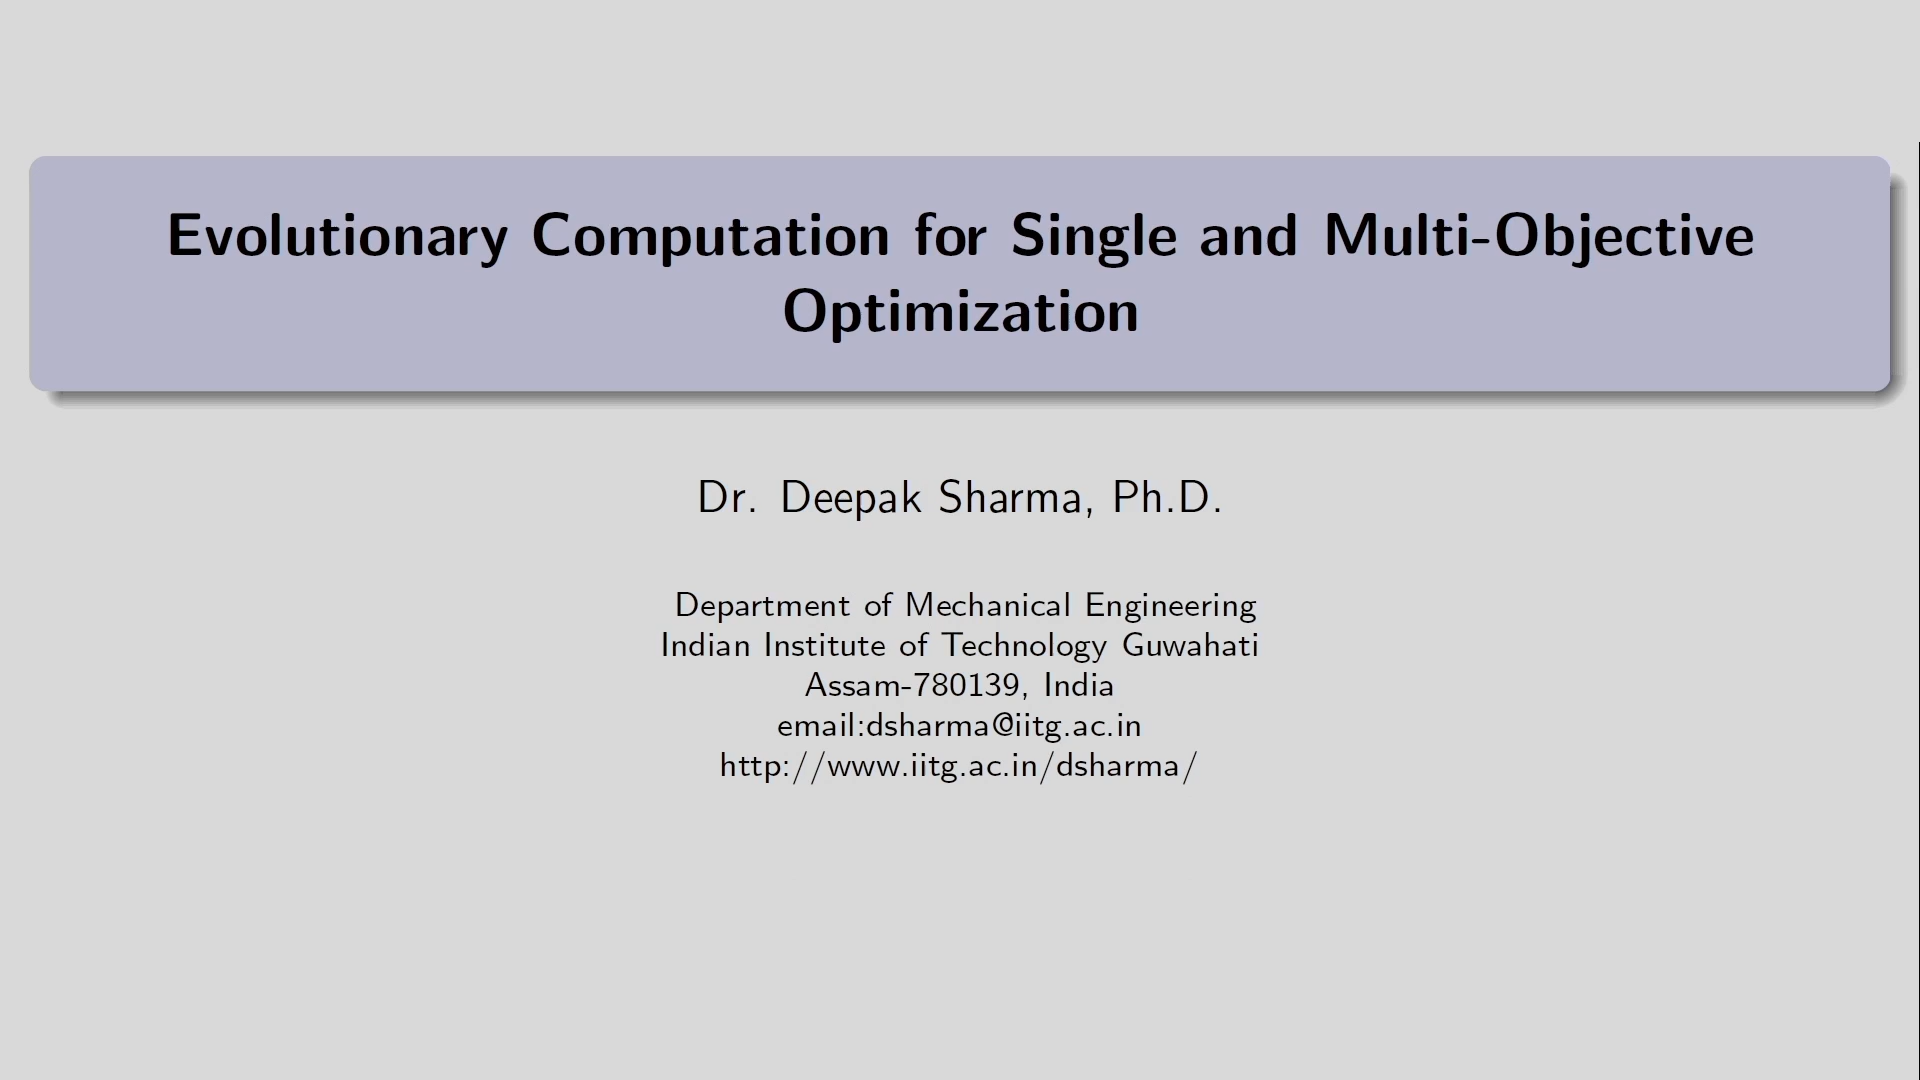 Evolutionary Computation for Single and Multi-Objective
Optimization
Dr. Deepak Sharma, Ph.D.
Department of Mechanical Engineering
Indian Institute of Technology Guwahati
Assam-780139, India
email:dsharma@iitg.ac.in
http://www.iitg.ac.in/dsharma/